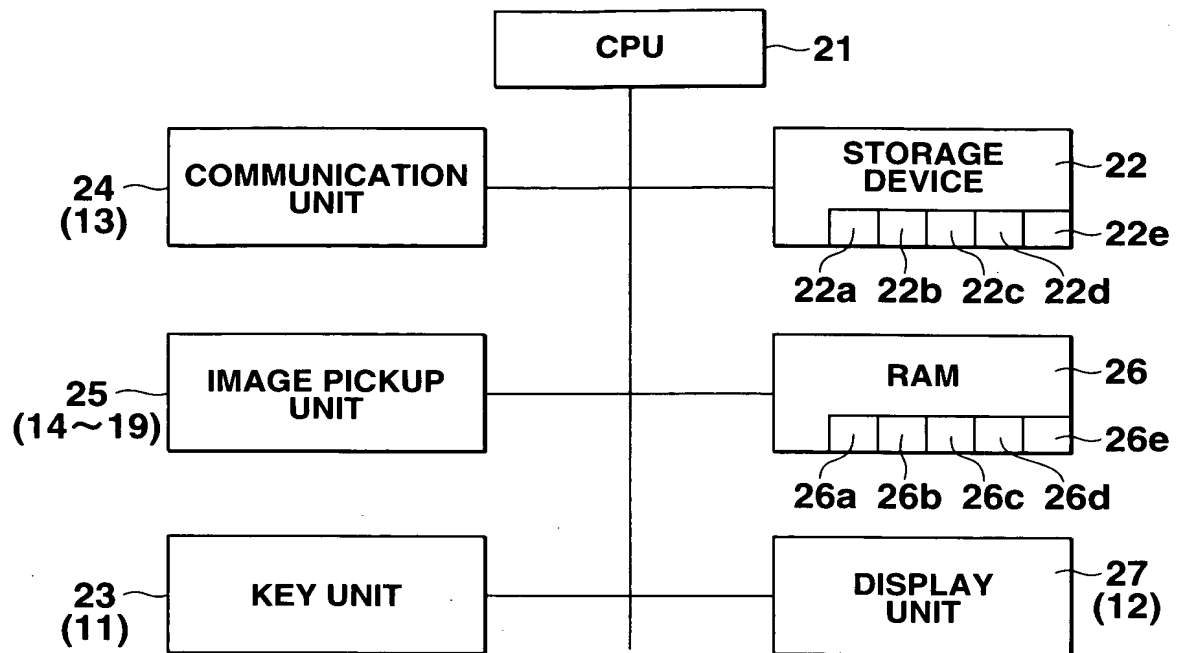 CPU
21
COMMUNICATION
UNIT
24
(13)
STORAGE
DEVICE
22
22e
22a 22b 22c 22d
IMAGE PICKUP
UNIT
25
(14~19)
RAM
26
26e
26a 26b 26c 26d
KEY UNIT
23
(11)
DISPLAY
UNIT
27
(12)